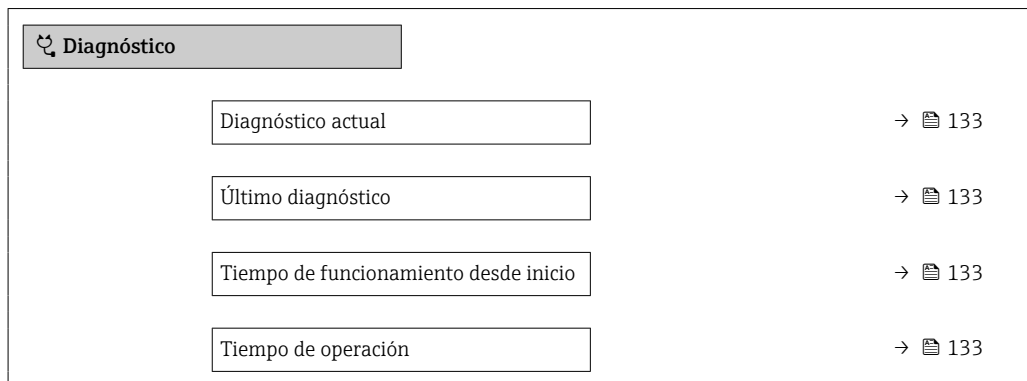 Diagnóstico
Diagnóstico actual → 133
Último diagnóstico → 133
Tiempo de funcionamiento desde inicio → 133
Tiempo de operación → 133